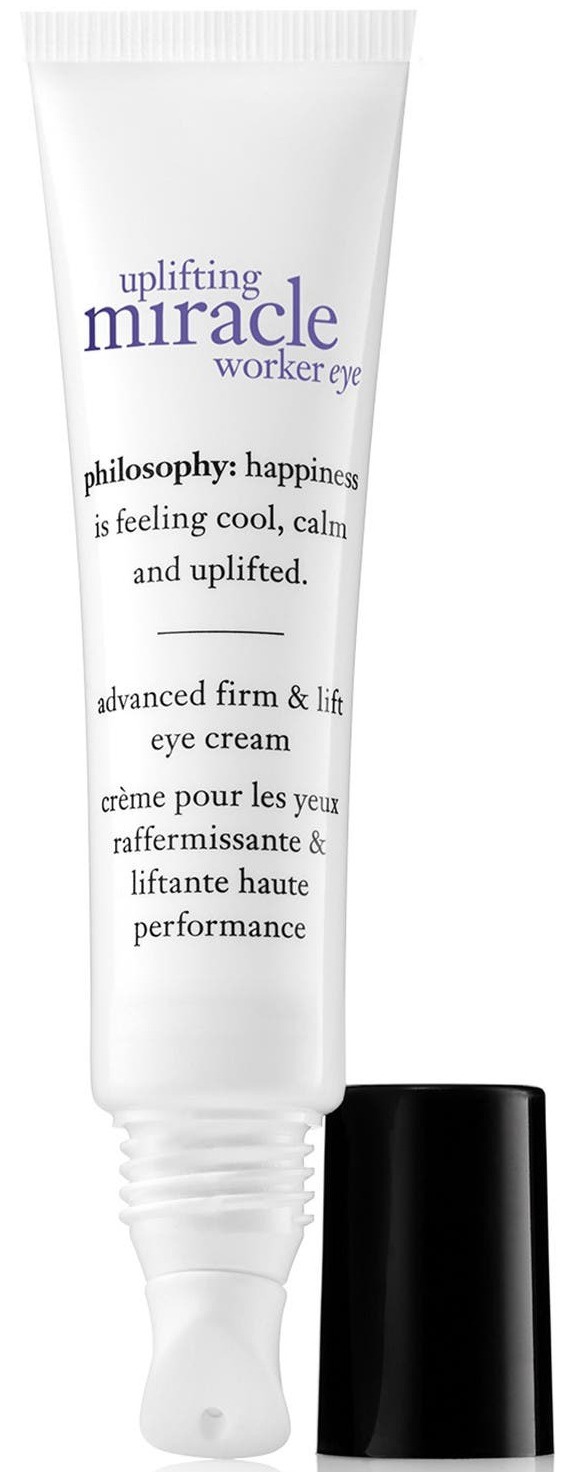 uplifting
miracle
worker eye
philosophy: happiness
is feeling cool, calm
and uplifted.
advanced firm & lift
eye cream
crème pour les yeux
raffermissante &
liftante haute
performance